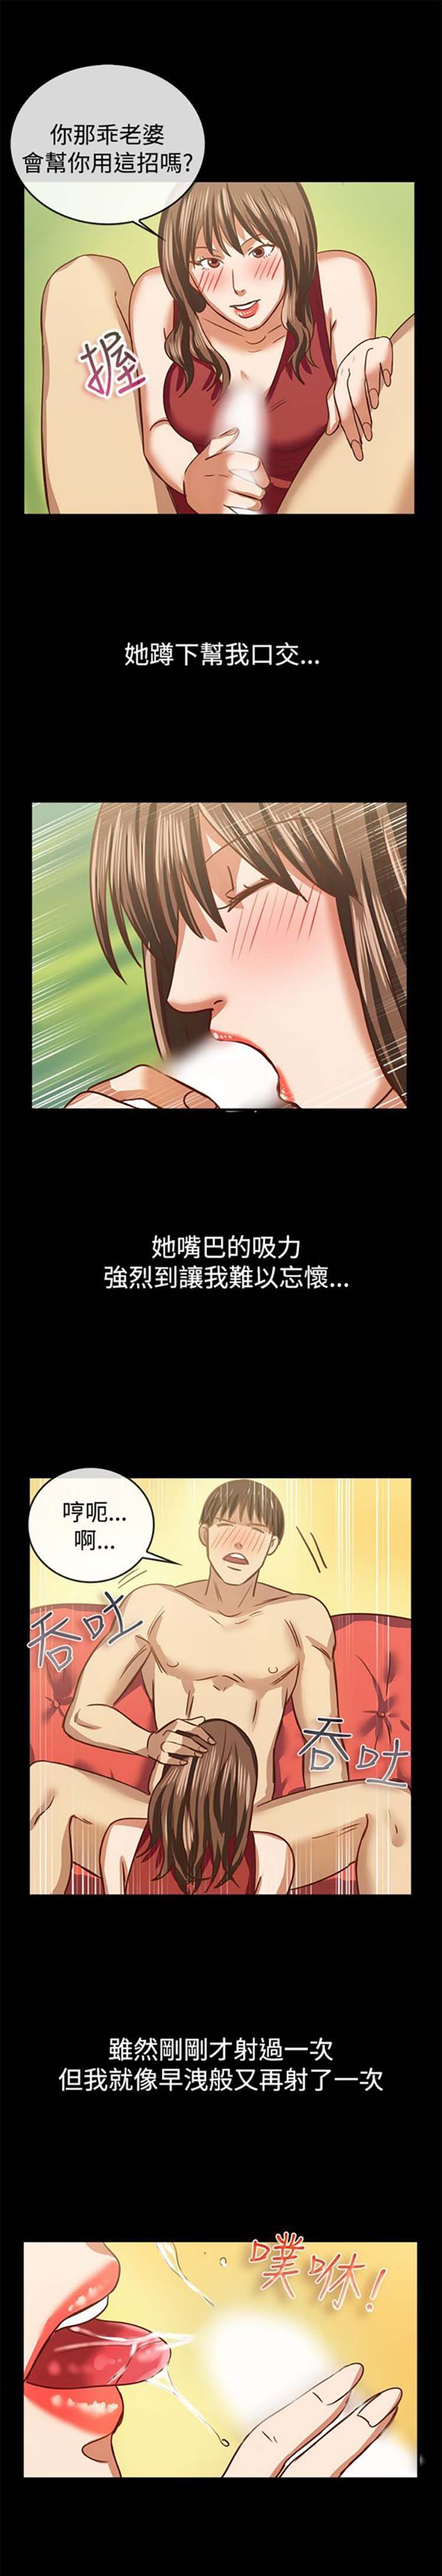 你那乖老婆
會幫你用這招嗎?
握
她蹲下幫我口交...
她嘴巴的吸力
強烈到讓我難以忘懷...
哼呃...
啊...
吞吐
吞吐
雖然剛剛才射過一次
但我就像早洩般又再射了一次
噗咻!